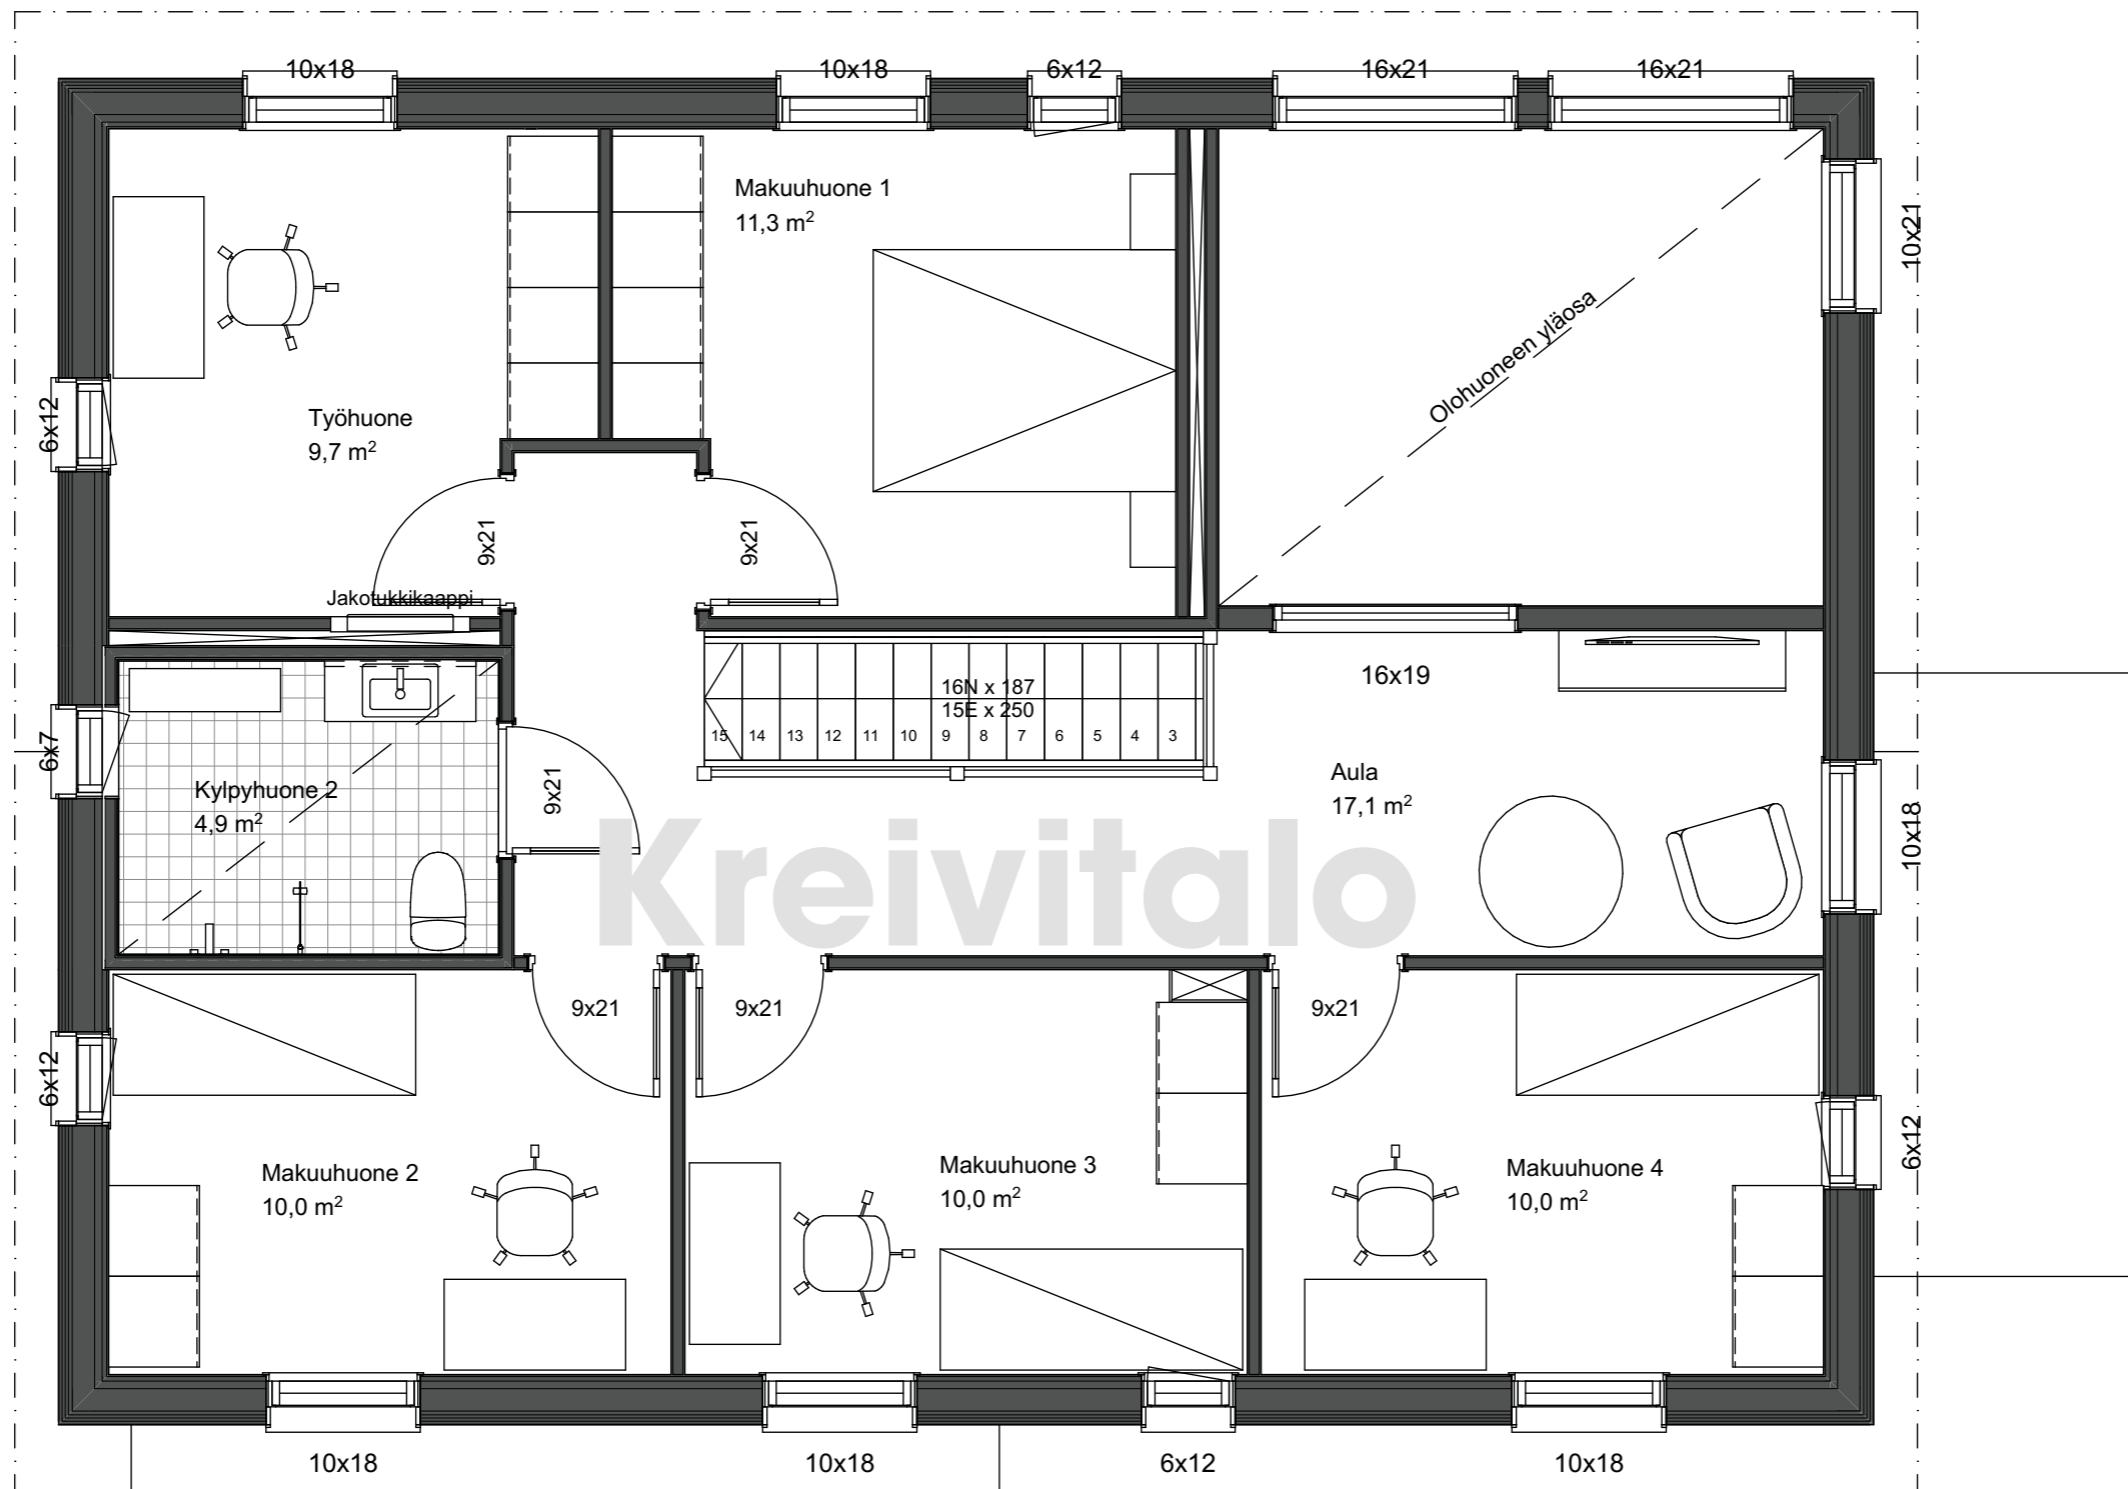 10x18
10x18
6x12
16x21
16x21
Makuuhuone 1
11,3 m²
10x21
Olohuoneen yläosa
6x12
Työhuone
9,7 m²
9x21
9x21
Jakotukkikaappi
16x19
16N x 187
15E x 250
15 14 13 12 11 10 9 8 7 6 5 4 3
6x7
Kylpyhuone 2
4,9 m²
9x21
Aula
17,1 m²
10x18
Kreivitalo
9x21
9x21
9x21
6x12
6x12
Makuuhuone 2
10,0 m²
Makuuhuone 3
10,0 m²
Makuuhuone 4
10,0 m²
10x18
10x18
6x12
10x18